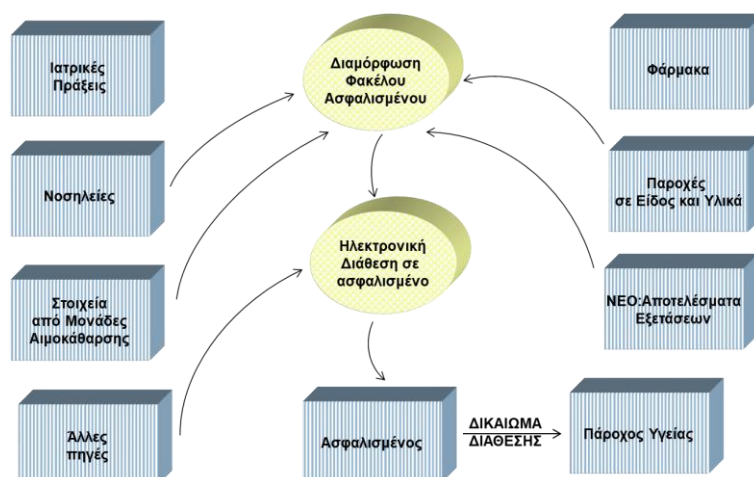 Ιατρικές
Πράξεις
Διαμόρφωση
Φακέλου
Ασφαλισμένου
Φάρμακα
Νοσηλείες
Παροχές
σε Είδος και Υλικά
Ηλεκτρονική
Διάθεση σε
ασφαλισμένο
Στοιχεία
από Μονάδες
Αιμοκάθαρσης
ΝΕΟ:Αποτελέσματα
Εξετάσεων
Άλλες
πηγές
Ασφαλισμένος
ΔΙΚΑΙΩΜΑ
ΔΙΑΘΕΣΗΣ
Πάροχος Υγείας